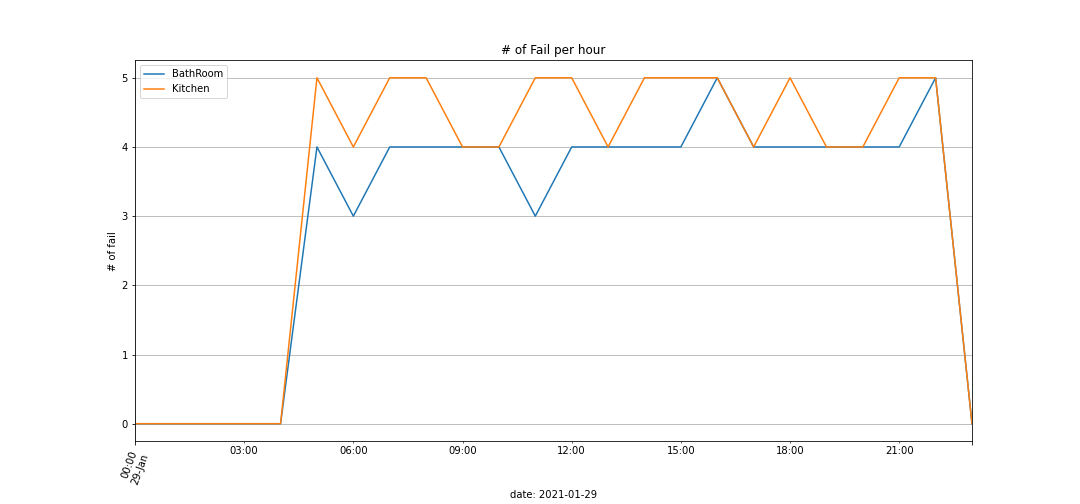 # of Fail per hour
BathRoom
Kitchen
# of fail
5
4
3
2
1
0
00:00
29-Jan
03:00
06:00
09:00
12:00
15:00
18:00
21:00
date: 2021-01-29